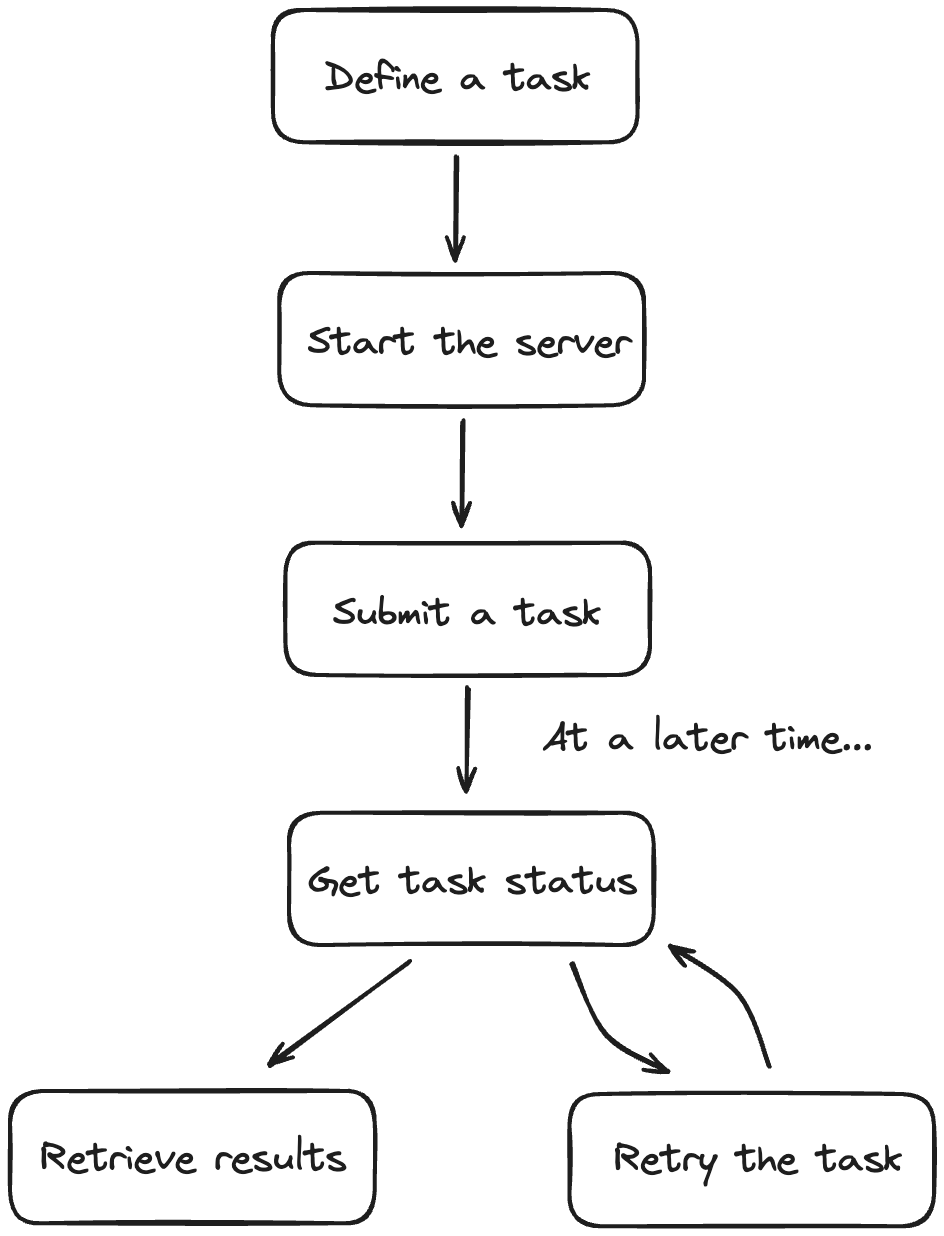 Define a task
Start the server
Submit a task
At a later time...
Get task status
Retrieve results
Retry the task